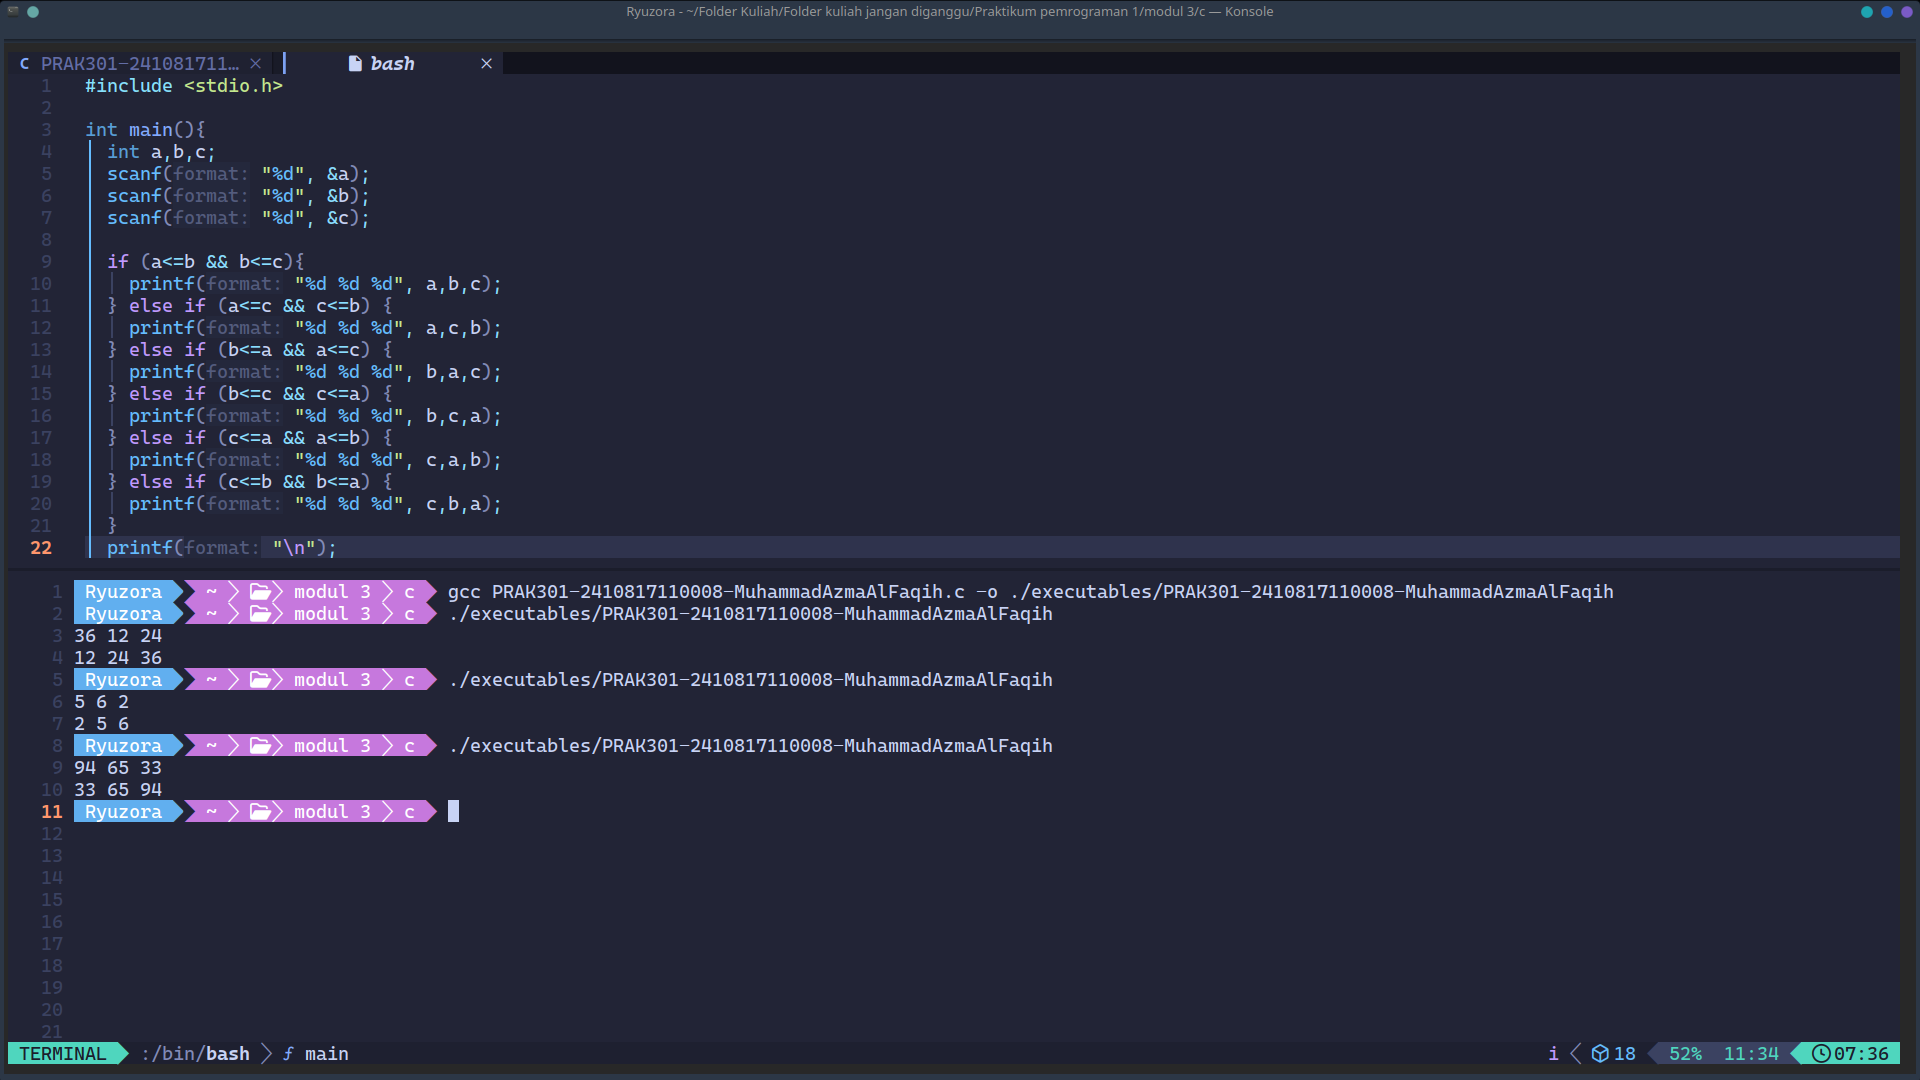 Ryuzora - ~/Folder Kuliah/Folder kuliah jangan diganggu/Praktikum pemrograman 1/modul 3/c — Konsole
C PRAK301-241081711… × bash ×
1 #include <stdio.h>
2
3 int main(){
4 int a,b,c;
5 scanf(format: "%d", &a);
6 scanf(format: "%d", &b);
7 scanf(format: "%d", &c);
8
9 if (a<=b && b<=c){
10 printf(format: "%d %d %d", a,b,c);
11 } else if (a<=c && c<=b) {
12 printf(format: "%d %d %d", a,c,b);
13 } else if (b<=a && a<=c) {
14 printf(format: "%d %d %d", b,a,c);
15 } else if (b<=c && c<=a) {
16 printf(format: "%d %d %d", b,c,a);
17 } else if (c<=a && a<=b) {
18 printf(format: "%d %d %d", c,a,b);
19 } else if (c<=b && b<=a) {
20 printf(format: "%d %d %d", c,b,a);
21 }
22 printf(format: "\n");
1 Ryuzora ~ modul 3 c gcc PRAK301-2410817110008-MuhammadAzmaAlFaqih.c -o ./executables/PRAK301-2410817110008-MuhammadAzmaAlFaqih
2 Ryuzora ~ modul 3 c ./executables/PRAK301-2410817110008-MuhammadAzmaAlFaqih
3 36 12 24
4 12 24 36
5 Ryuzora ~ modul 3 c ./executables/PRAK301-2410817110008-MuhammadAzmaAlFaqih
6 5 6 2
7 2 5 6
8 Ryuzora ~ modul 3 c ./executables/PRAK301-2410817110008-MuhammadAzmaAlFaqih
9 94 65 33
10 33 65 94
11 Ryuzora ~ modul 3 c
12
13
14
15
16
17
18
19
20
21
TERMINAL :/bin/bash f main i 18 52% 11:34 07:36